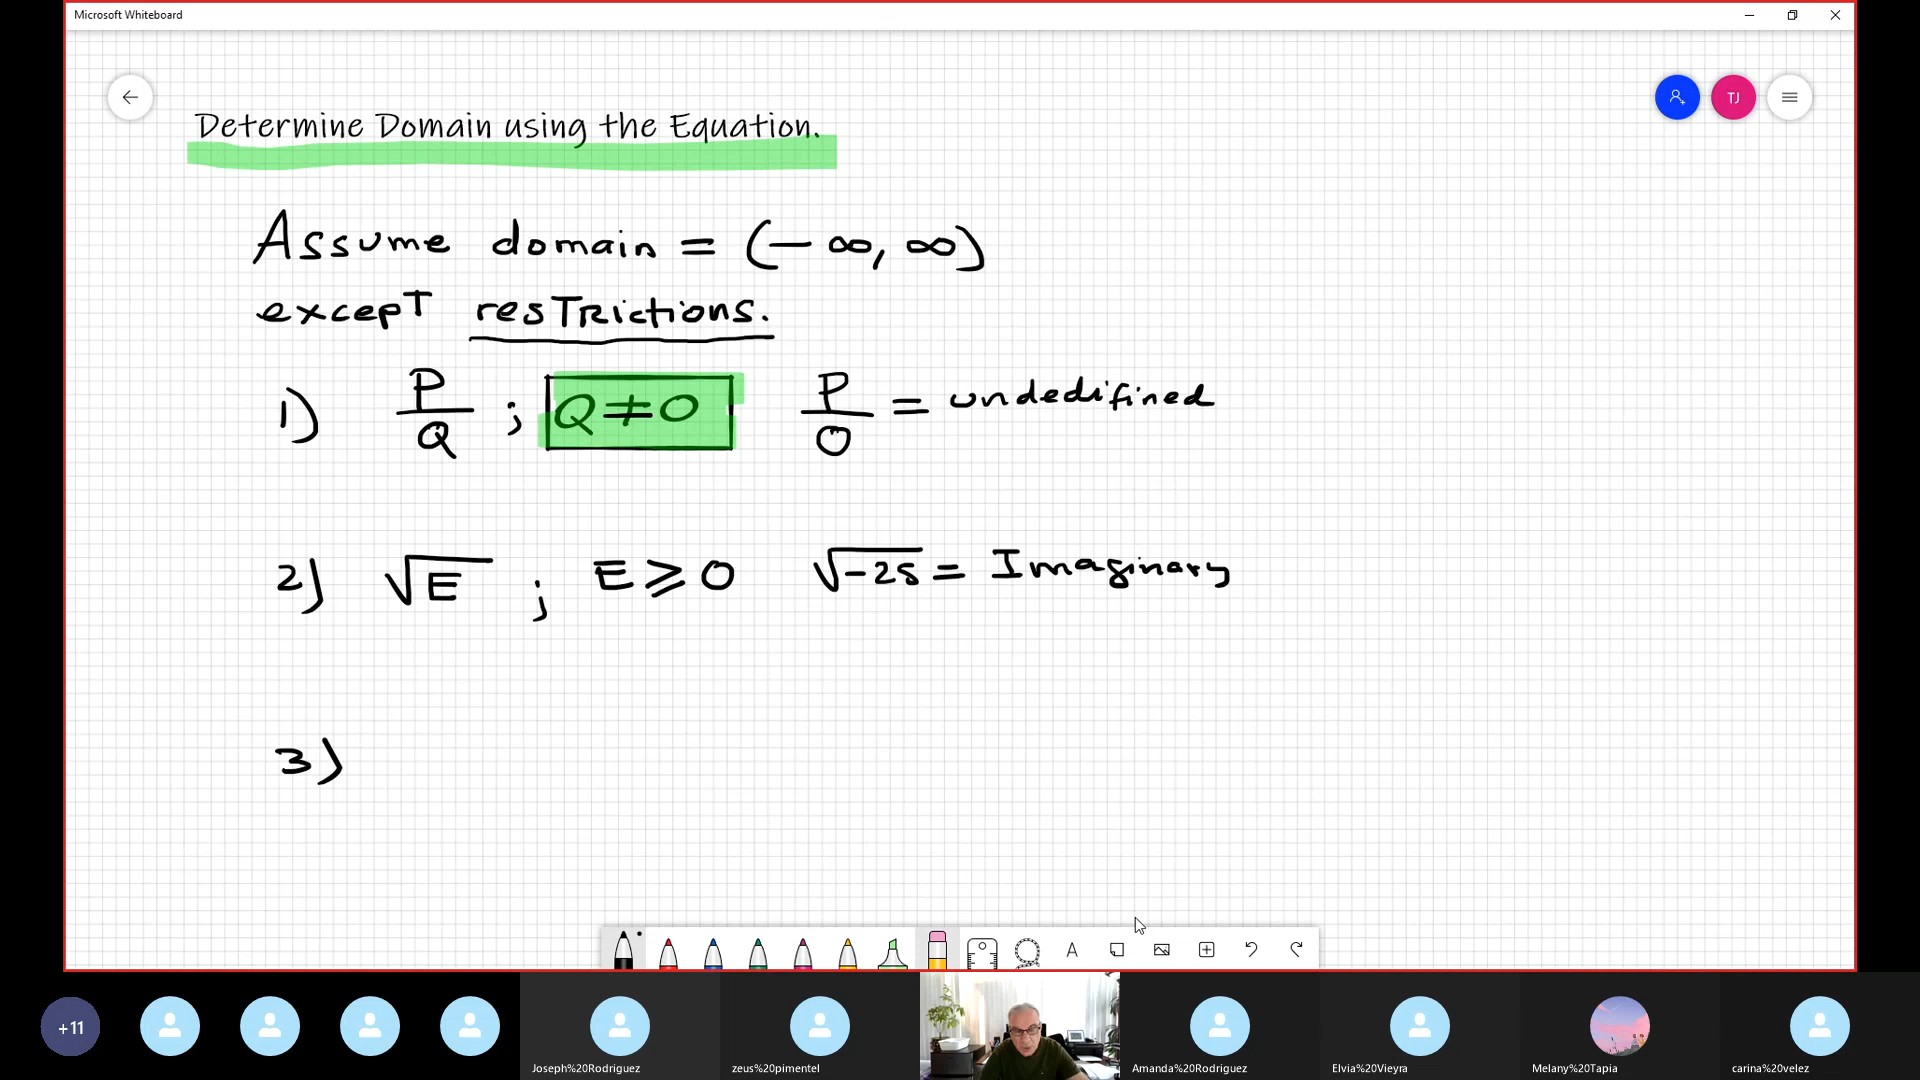 Microsoft Whiteboard
TJ
Determine Domain using the Equation.
Assume domain = (-∞, ∞)
except restrictions.
1) P/Q ; Q≠0 P/0 = undedifined
2) √E ; E ≥ 0 √-25 = Imaginary
3)
A
+11
Joseph%20Rodriguez
zeus%20pimentel
Amanda%20Rodriguez
Elvia%20Vieyra
Melany%20Tapia
carina%20velez